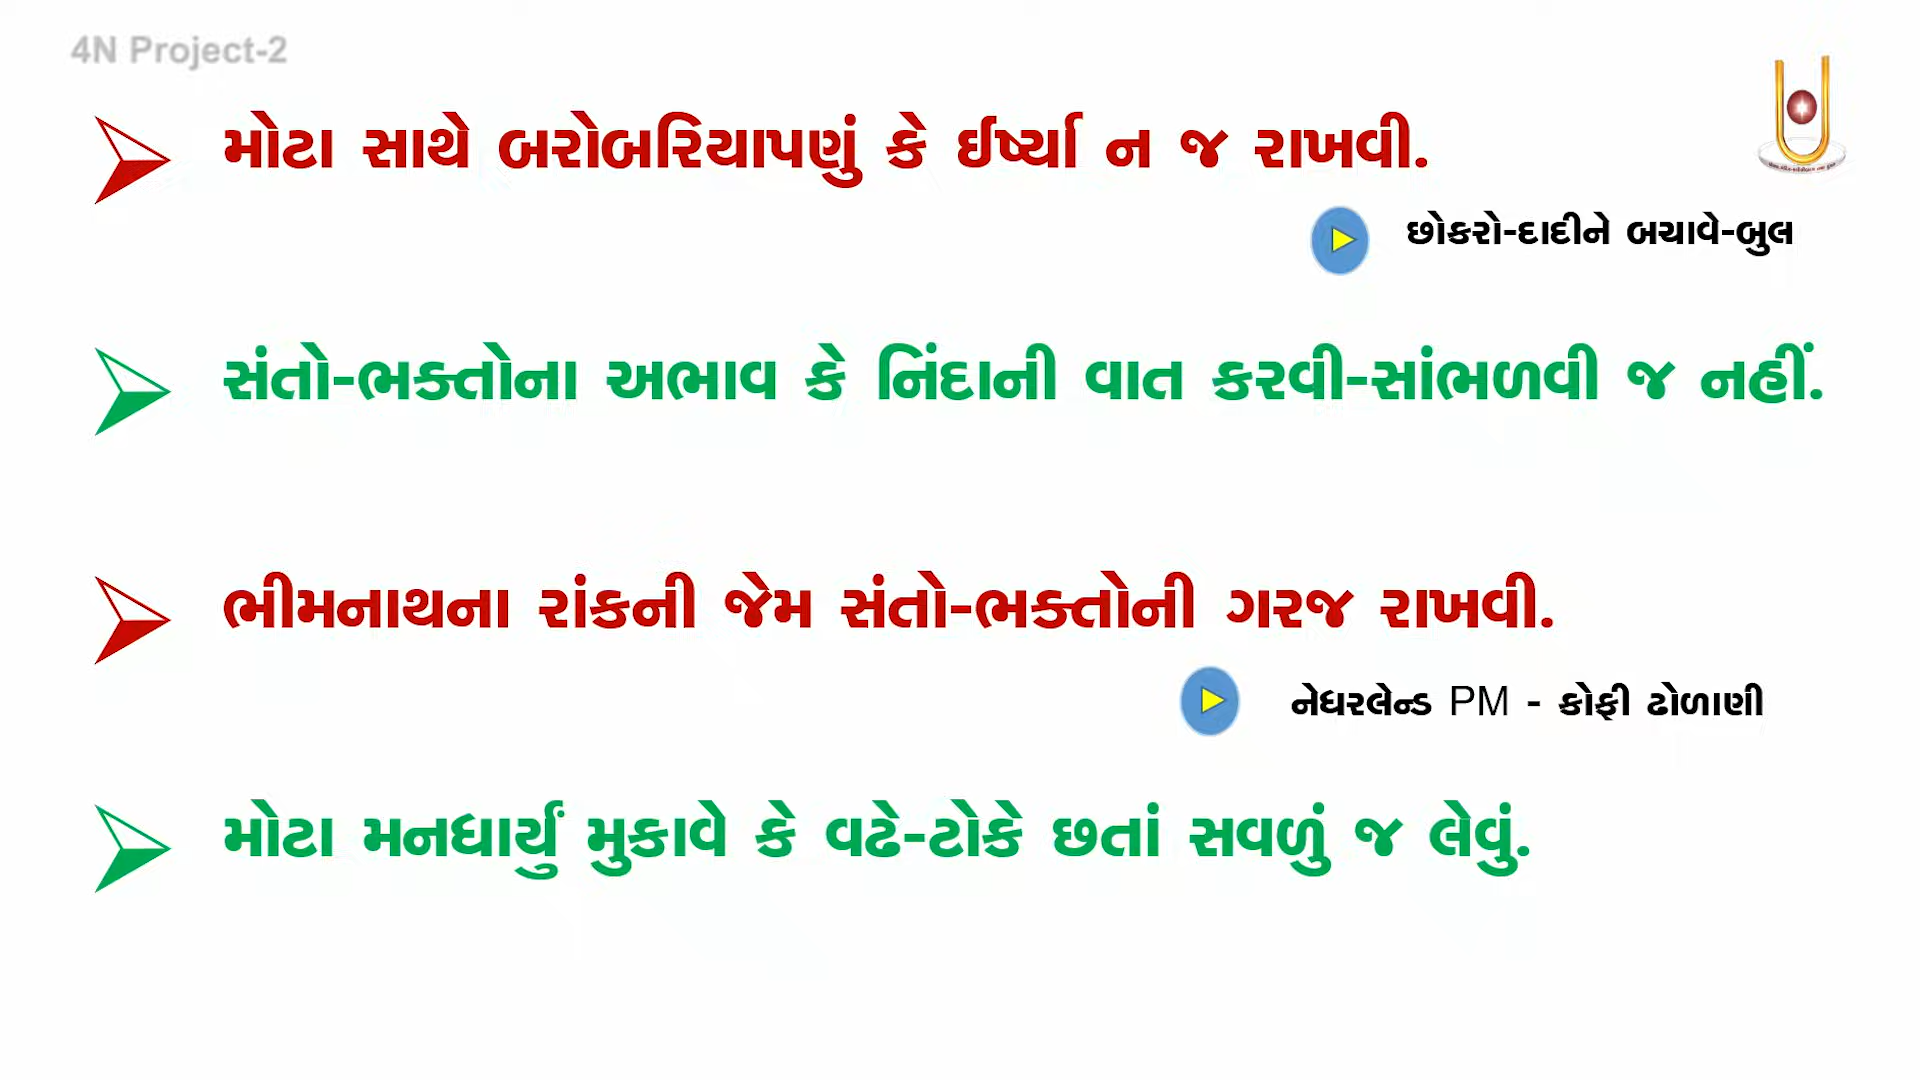 4N Project-2
મોટા સાથે બરોબરિયાપણું કે ઈર્ષ્યા ન જ રાખવી.
છોકરો-દાદીને બચાવે-બુલ
સંતો-ભક્તોના અભાવ કે નિંદાની વાત કરવી-સાંભળવી જ નહીં.
ભીમનાથના રાંકની જેમ સંતો-ભક્તોની ગરજ રાખવી.
નેધરલેન્ડ PM - કોફી ઢોળાણી
મોટા મનધાર્યું મુકાવે કે વઢે-ટોકે છતાં સવળું જ લેવું.